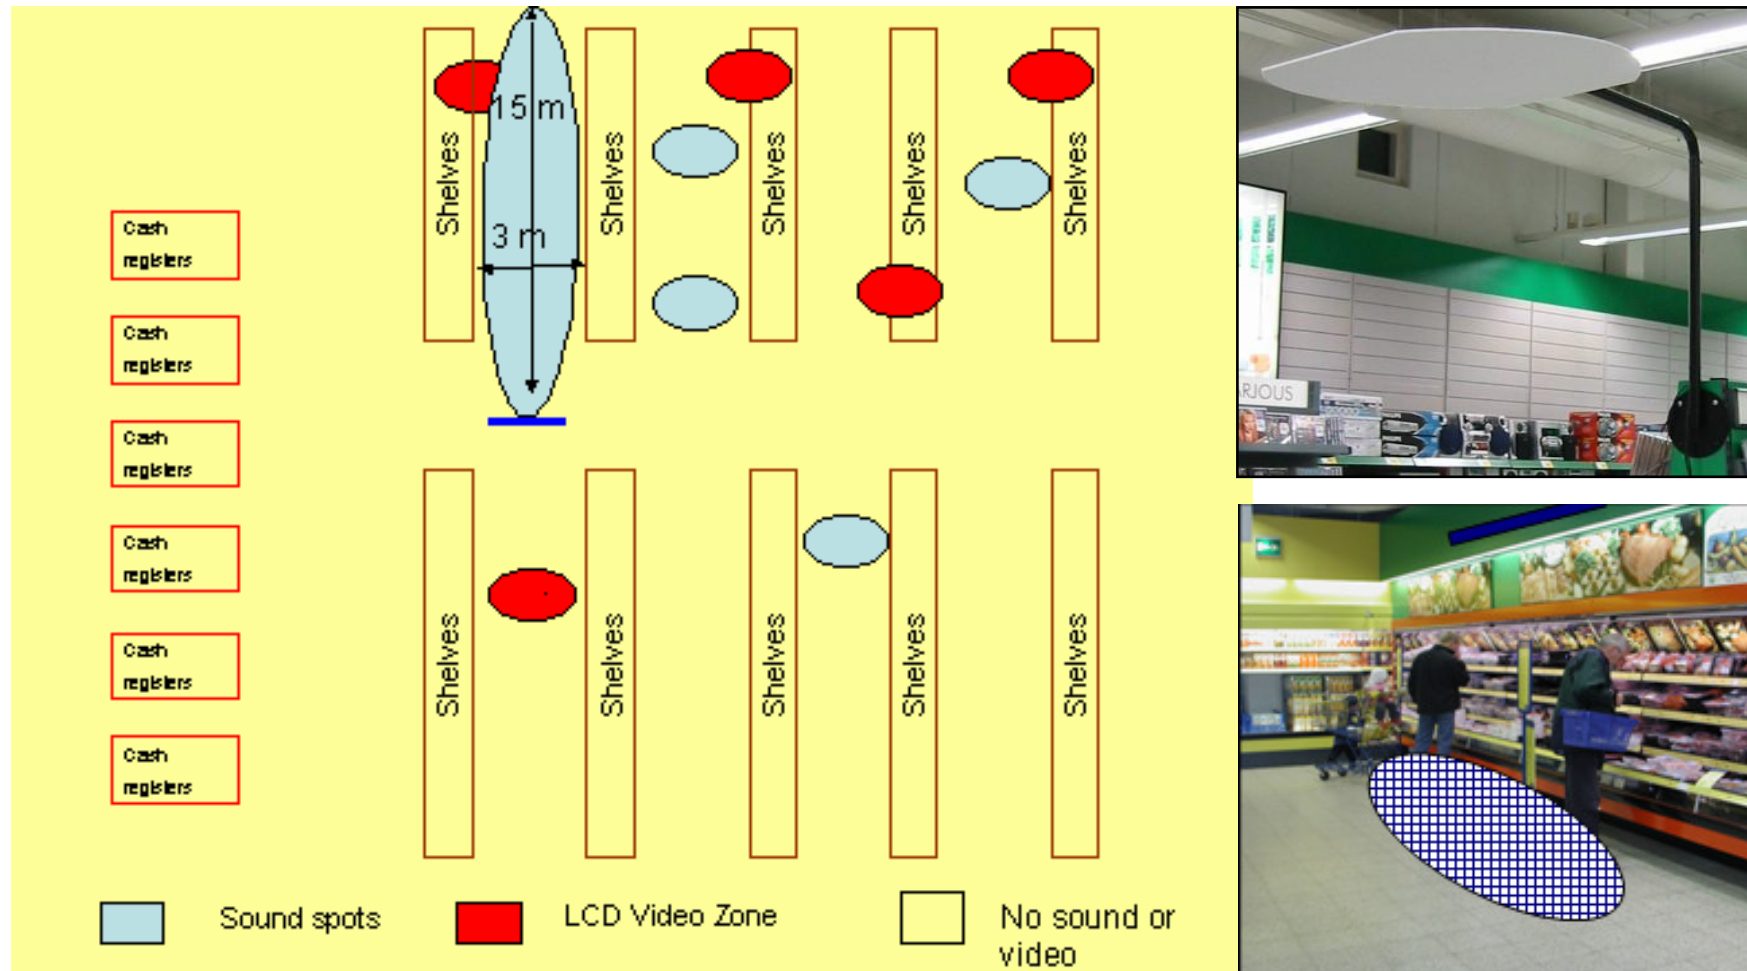 15 m
3 m
Shelves
Shelves
Shelves
Shelves
Shelves
Cash
registers
Cash
registers
Cash
registers
Cash
registers
Cash
registers
Cash
registers
Shelves
Shelves
Shelves
Shelves
Shelves
Sound spots
LCD Video Zone
No sound or
video
ARJOUS